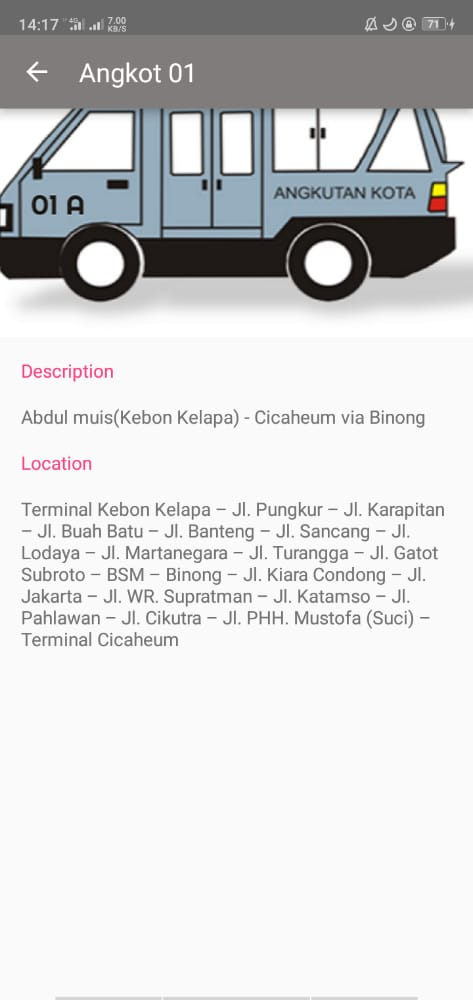 14:17 4G 7.00 KB/S 71
Angkot 01
01 A
ANGKUTAN KOTA
Description
Abdul muis(Kebon Kelapa) - Cicaheum via Binong
Location
Terminal Kebon Kelapa – Jl. Pungkur – Jl. Karapitan
– Jl. Buah Batu – Jl. Banteng – Jl. Sancang – Jl.
Lodaya – Jl. Martanegara – Jl. Turangga – Jl. Gatot
Subroto – BSM – Binong – Jl. Kiara Condong – Jl.
Jakarta – Jl. WR. Supratman – Jl. Katamso – Jl.
Pahlawan – Jl. Cikutra – Jl. PHH. Mustofa (Suci) –
Terminal Cicaheum